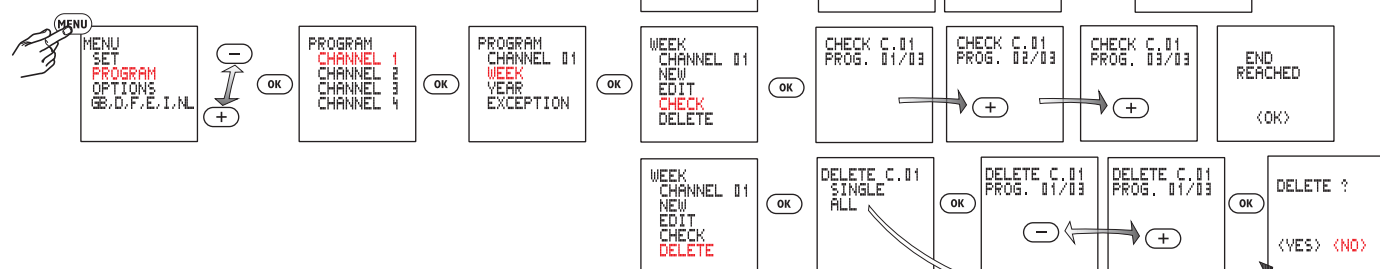 MENU
MENU
SET
PROGRAM
OPTIONS
GB,D,F,E,I,NL
−
+
OK
PROGRAM
CHANNEL 1
CHANNEL 2
CHANNEL 3
CHANNEL 4
OK
PROGRAM
CHANNEL 01
WEEK
YEAR
EXCEPTION
OK
WEEK
CHANNEL 01
NEW
EDIT
CHECK
DELETE
OK
CHECK C.01
PROG. 01/03
CHECK C.01
PROG. 02/03
+
CHECK C.01
PROG. 03/03
+
END
REACHED
<OK>
WEEK
CHANNEL 01
NEW
EDIT
CHECK
DELETE
OK
DELETE C.01
SINGLE
ALL
OK
DELETE C.01
PROG. 01/03
−
DELETE C.01
PROG. 01/03
+
OK
DELETE ?
<YES> <NO>